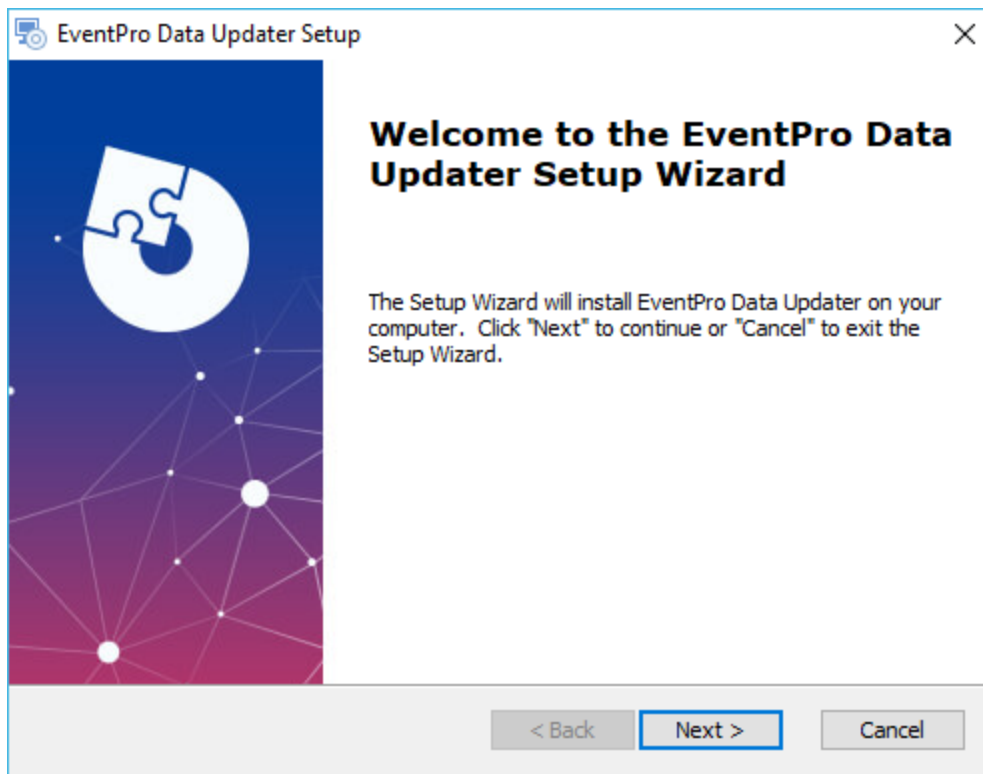 EventPro Data Updater Setup
Welcome to the EventPro Data
Updater Setup Wizard
The Setup Wizard will install EventPro Data Updater on your
computer.  Click "Next" to continue or "Cancel" to exit the
Setup Wizard.
< Back
Next >
Cancel